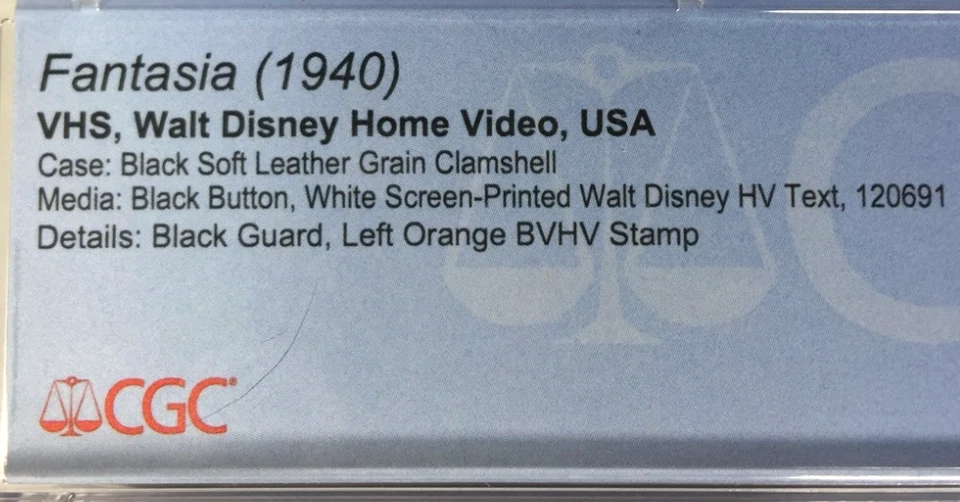 Fantasia (1940)
VHS, Walt Disney Home Video, USA
Case: Black Soft Leather Grain Clamshell
Media: Black Button, White Screen-Printed Walt Disney HV Text, 120691
Details: Black Guard, Left Orange BVHV Stamp
CGC®